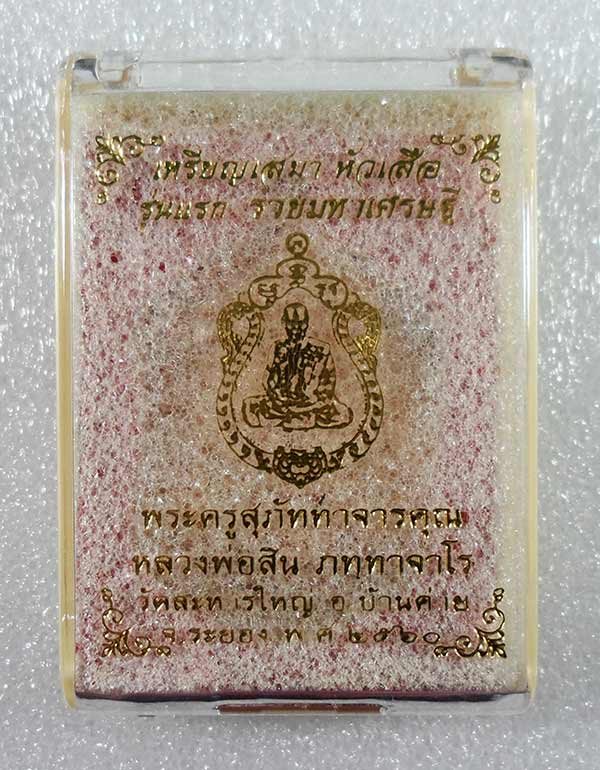 เหรียญเสมา หัวเสือ
รุ่นแรก รวยมหาเศรษฐี
พระครูสุภัททาจารคุณ
หลวงพ่อสิน ภทฺทาจาโร
วัดละหารใหญ่ อ บ้านค่าย
จ.ระยอง พ ศ ๒๕๖๐